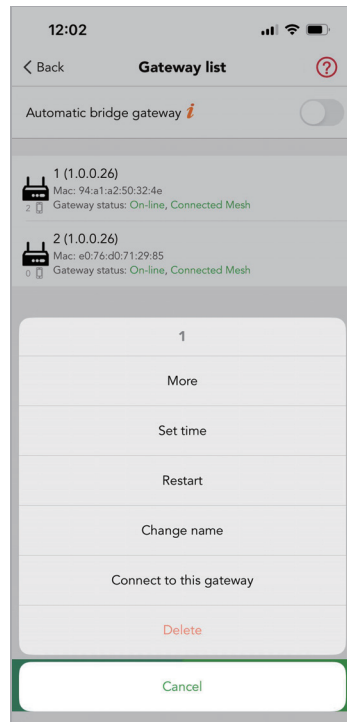 12:02
Back Gateway list ?
Automatic bridge gateway i
1 (1.0.0.26)
Mac: 94:a1:a2:50:32:4e
2 Gateway status: On-line, Connected Mesh
2 (1.0.0.26)
Mac: e0:76:d0:71:29:85
0 Gateway status: On-line, Connected Mesh
1
More
Set time
Restart
Change name
Connect to this gateway
Delete
Cancel